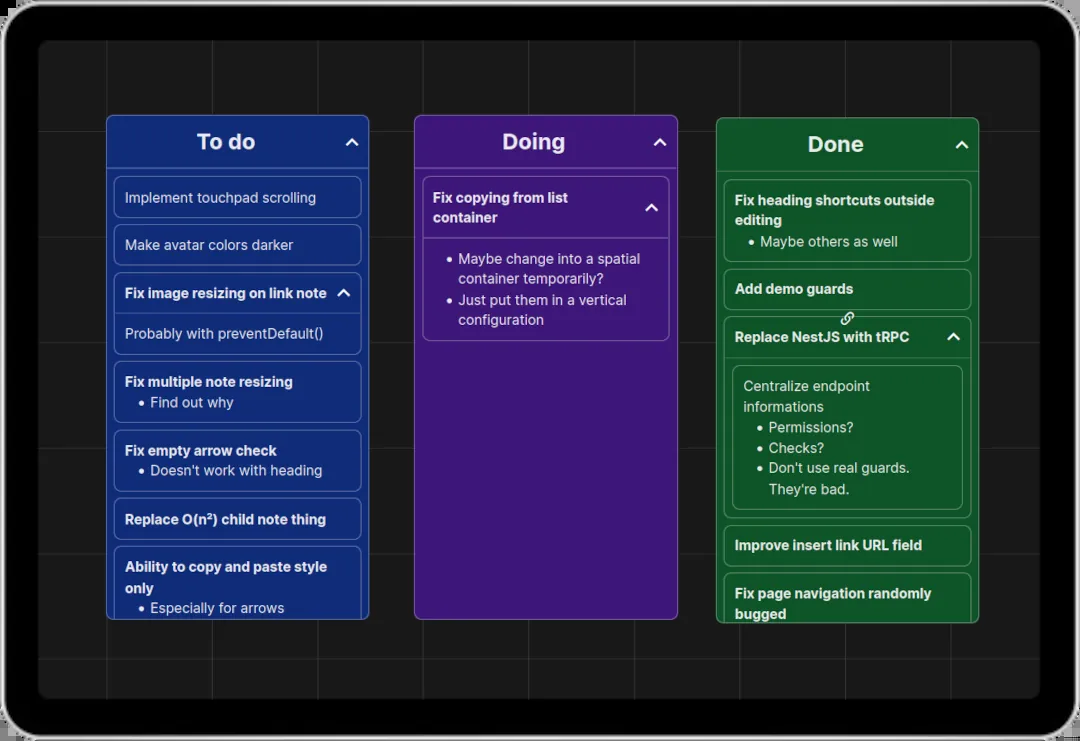 To do
Implement touchpad scrolling
Make avatar colors darker
Fix image resizing on link note
Probably with preventDefault()
Fix multiple note resizing
• Find out why
Fix empty arrow check
• Doesn't work with heading
Replace O(n²) child note thing
Ability to copy and paste style
only
• Especially for arrows
Doing
Fix copying from list
container
• Maybe change into a spatial
container temporarily?
• Just put them in a vertical
configuration
Done
Fix heading shortcuts outside
editing
• Maybe others as well
Add demo guards
Replace NestJS with tRPC
Centralize endpoint
informations
• Permissions?
• Checks?
• Don't use real guards.
They're bad.
Improve insert link URL field
Fix page navigation randomly
bugged